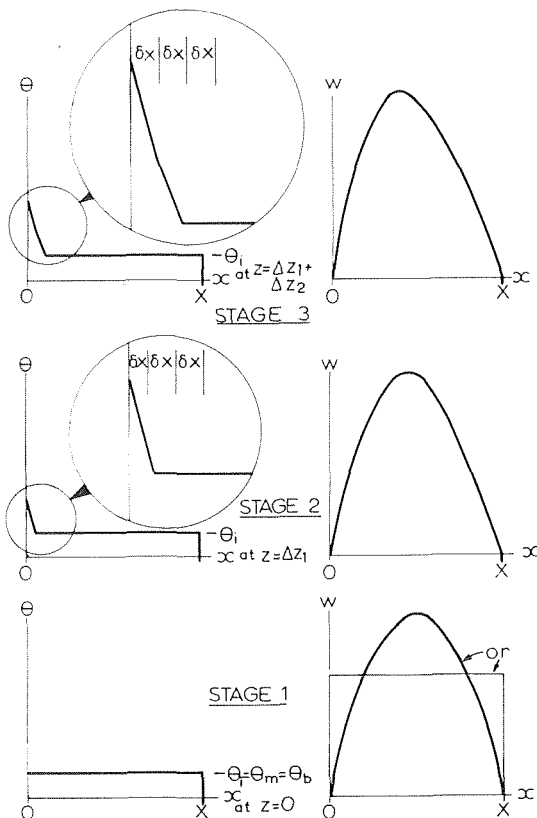 δx δx δx
θ
W
-θi
x at z=Δz1+
Δz2
O
X
O
X
x
STAGE 3
θ
δx δx δx
W
STAGE 2
-θi
x at z=Δz1
O
X
O
X
x
θ
W
or
STAGE 1
-θi=θm=θb
x at z=O
O
X
O
X
x